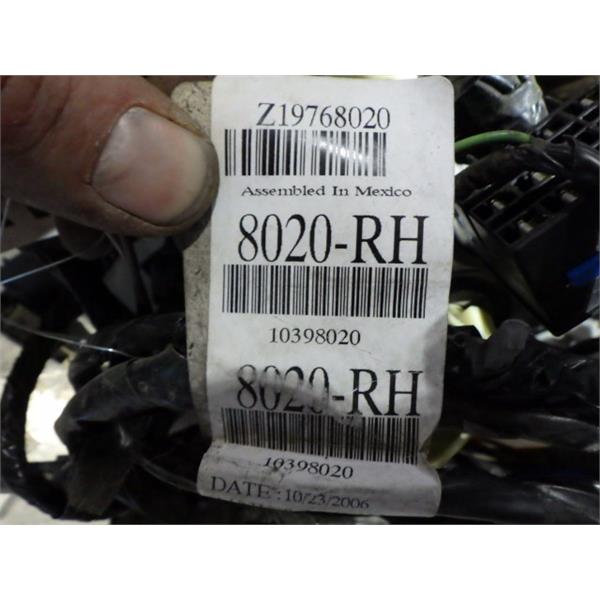 Z19768020
Assembled In Mexico
8020-RH
10398020
8020-RH
10398020
DATE : 10/23/2006